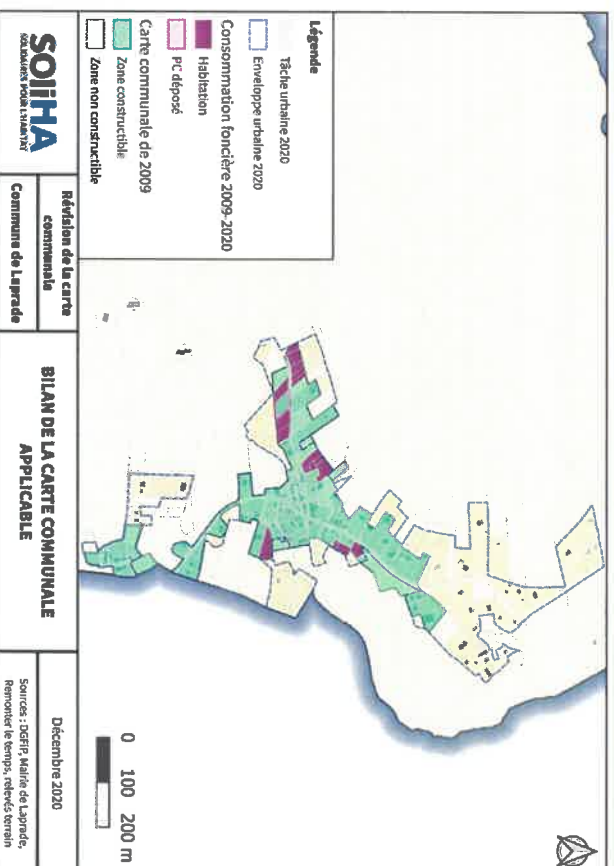 Légende
Tâche urbaine 2020
Enveloppe urbaine 2020
Consommation foncière 2009-2020
Habitation
PC déposé
Carte communale de 2009
Zone constructible
Zone non constructible
SOliHA
SOLIDAIRES POUR L'HABITAT
Révision de la carte
communale
Commune de Laprade
BILAN DE LA CARTE COMMUNALE
APPLICABLE
Décembre 2020
Sources : DGFIP, Mairie de Laprade,
Remonter le temps, relevés terrain
0 100 200 m